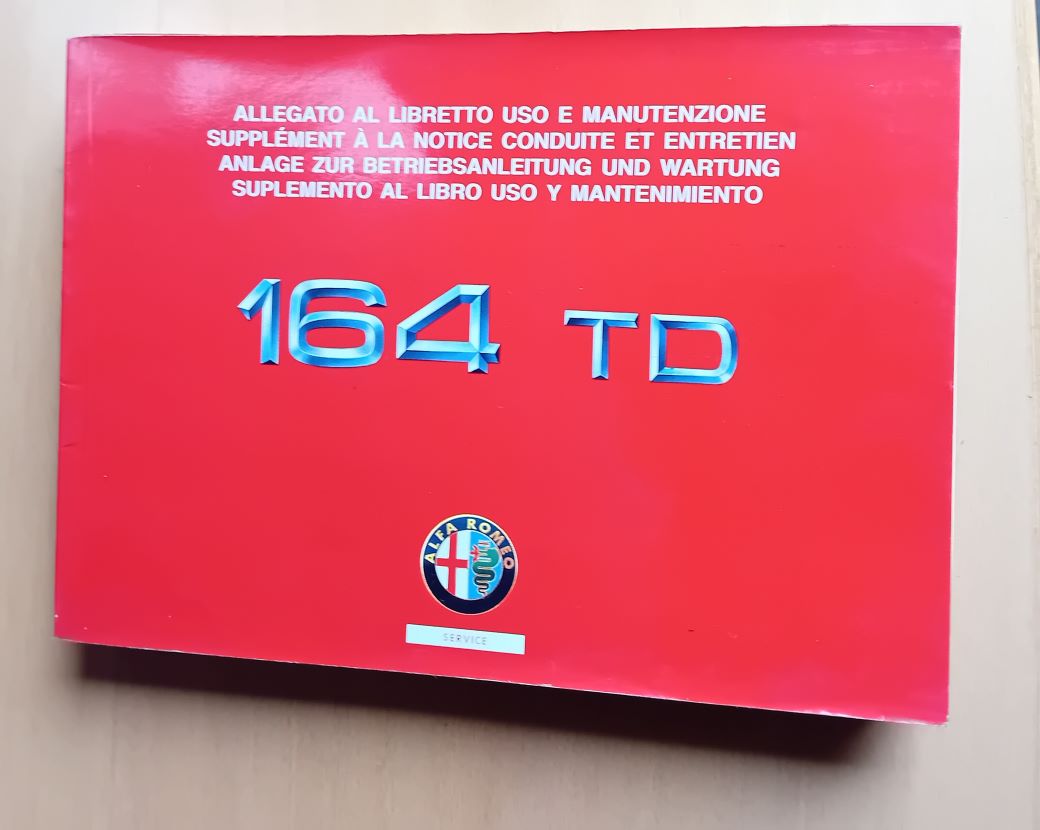 ALLEGATO AL LIBRETTO USO E MANUTENZIONE
SUPPLÉMENT À LA NOTICE CONDUITE ET ENTRETIEN
ANLAGE ZUR BETRIEBSANLEITUNG UND WARTUNG
SUPLEMENTO AL LIBRO USO Y MANTENIMIENTO
164 TD
ALFA ROMEO
SERVICE